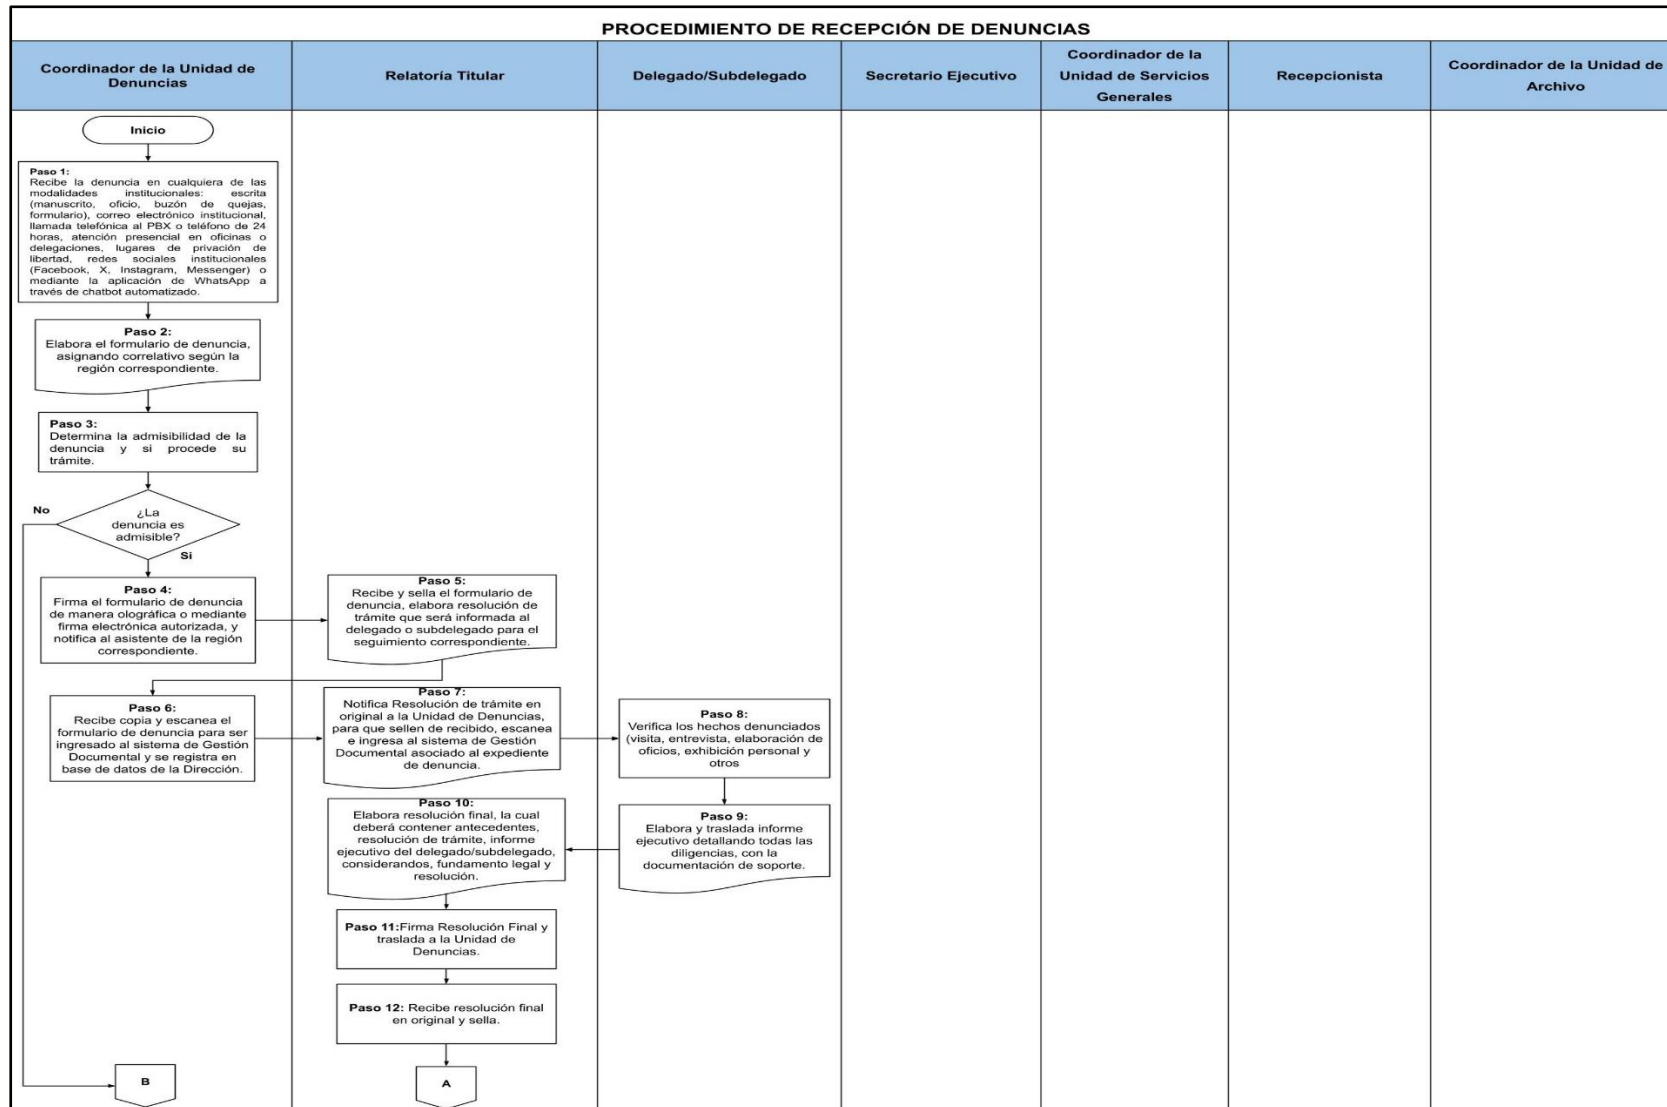 PROCEDIMIENTO DE RECEPCIÓN DE DENUNCIAS
Coordinador de la Unidad de
Denuncias
Relatoría Titular
Delegado/Subdelegado
Secretario Ejecutivo
Coordinador de la
Unidad de Servicios
Generales
Recepcionista
Coordinador de la Unidad de
Archivo
Inicio
Paso 1:
Recibe la denuncia en cualquiera de las
modalidades institucionales: escrita
(manuscrito, oficio, buzón de quejas,
formulario), correo electrónico institucional,
llamada telefónica al PBX o teléfono de 24
horas, atención presencial en oficinas o
delegaciones, lugares de privación de
libertad, redes sociales institucionales
(Facebook, X, Instagram, Messenger) o
mediante la aplicación de WhatsApp a
través de chatbot automatizado.
Paso 2:
Elabora el formulario de denuncia,
asignando correlativo según la
región correspondiente.
Paso 3:
Determina la admisibilidad de la
denuncia y si procede su
trámite.
¿La
denuncia es
admisible?
No
Si
Paso 4:
Firma el formulario de denuncia
de manera olográfica o mediante
firma electrónica autorizada, y
notifica al asistente de la región
correspondiente.
Paso 5:
Recibe y sella el formulario de
denuncia, elabora resolución de
trámite que será informada al
delegado o subdelegado para el
seguimiento correspondiente.
Paso 6:
Recibe copia y escanea el
formulario de denuncia para ser
ingresado al sistema de Gestión
Documental y se registra en
base de datos de la Dirección.
Paso 7:
Notifica Resolución de trámite en
original a la Unidad de Denuncias,
para que sellen de recibido, escanea
e ingresa al sistema de Gestión
Documental asociado al expediente
de denuncia.
Paso 8:
Verifica los hechos denunciados
(visita, entrevista, elaboración de
oficios, exhibición personal y
otros
Paso 9:
Elabora y traslada informe
ejecutivo detallando todas las
diligencias, con la
documentación de soporte.
Paso 10:
Elabora resolución final, la cual
deberá contener antecedentes,
resolución de trámite, informe
ejecutivo del delegado/subdelegado,
considerandos, fundamento legal y
resolución.
Paso 11:Firma Resolución Final y
traslada a la Unidad de
Denuncias.
Paso 12: Recibe resolución final
en original y sella.
B
A